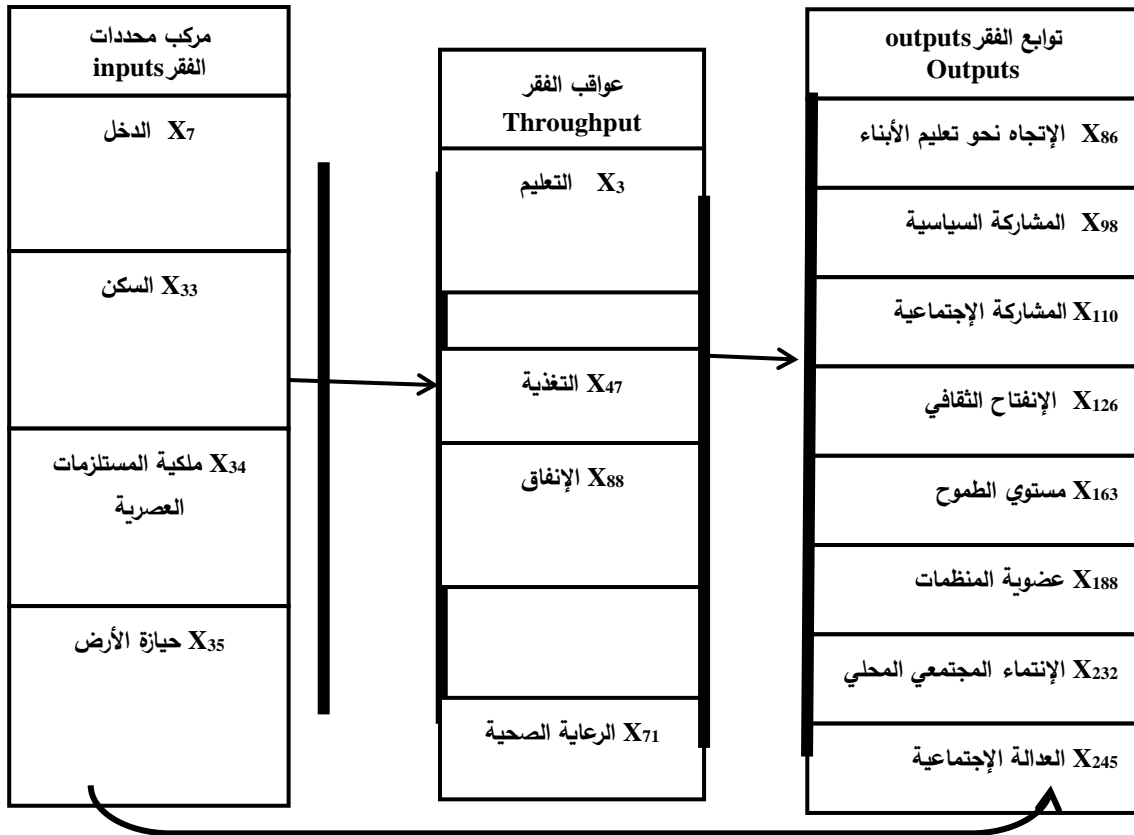 مركب محددات
الفقر inputs
X7 الدخل
X33 السكن
X34 ملكية المستلزمات
العصرية
X35 حيازة الأرض
عواقب الفقر
Throughput
X3 التعليم
X47 التغذية
X88 الإنفاق
X71 الرعاية الصحية
توابع الفقر outputs
Outputs
X86 الإتجاه نحو تعليم الأبناء
X98 المشاركة السياسية
X110 المشاركة الإجتماعية
X126 الإنفتاح الثقافي
X163 مستوي الطموح
X188 عضوية المنظمات
X232 الإنتماء المجتمعي المحلي
X245 العدالة الإجتماعية